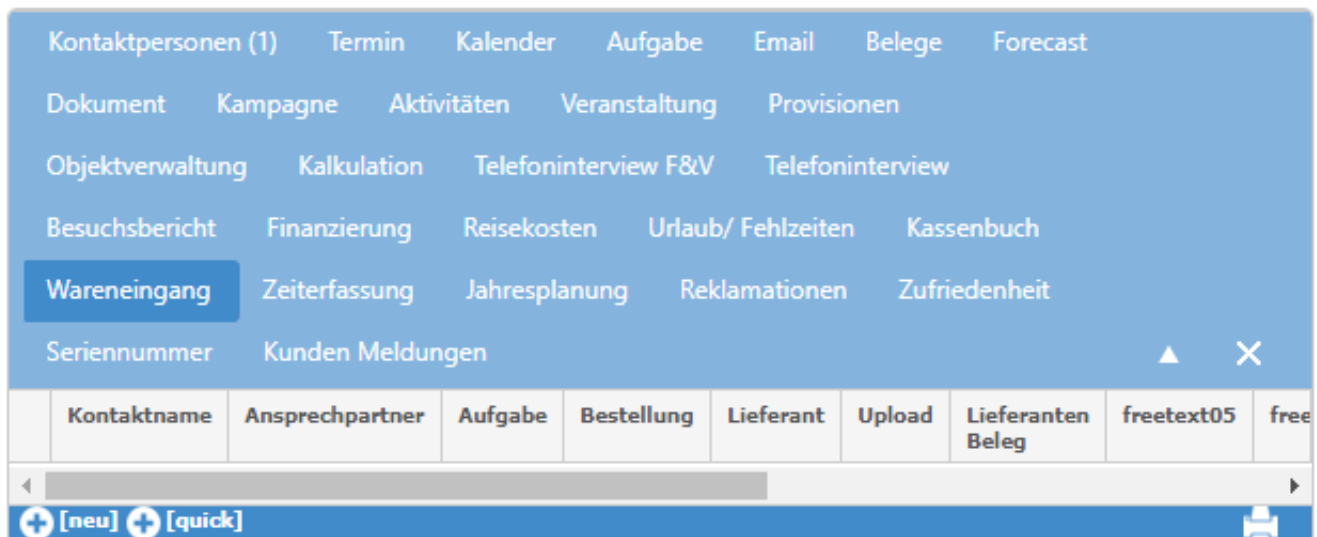 Kontaktpersonen (1) Termin Kalender Aufgabe Email Belege Forecast
Dokument Kampagne Aktivitäten Veranstaltung Provisionen
Objektverwaltung Kalkulation Telefoninterview F&V Telefoninterview
Besuchsbericht Finanzierung Reisekosten Urlaub/ Fehlzeiten Kassenbuch
Wareneingang Zeiterfassung Jahresplanung Reklamationen Zufriedenheit
Seriennummer Kunden Meldungen
Kontaktname Ansprechpartner Aufgabe Bestellung Lieferant Upload Lieferanten freetext05 free
Beleg
[neu] [quick]